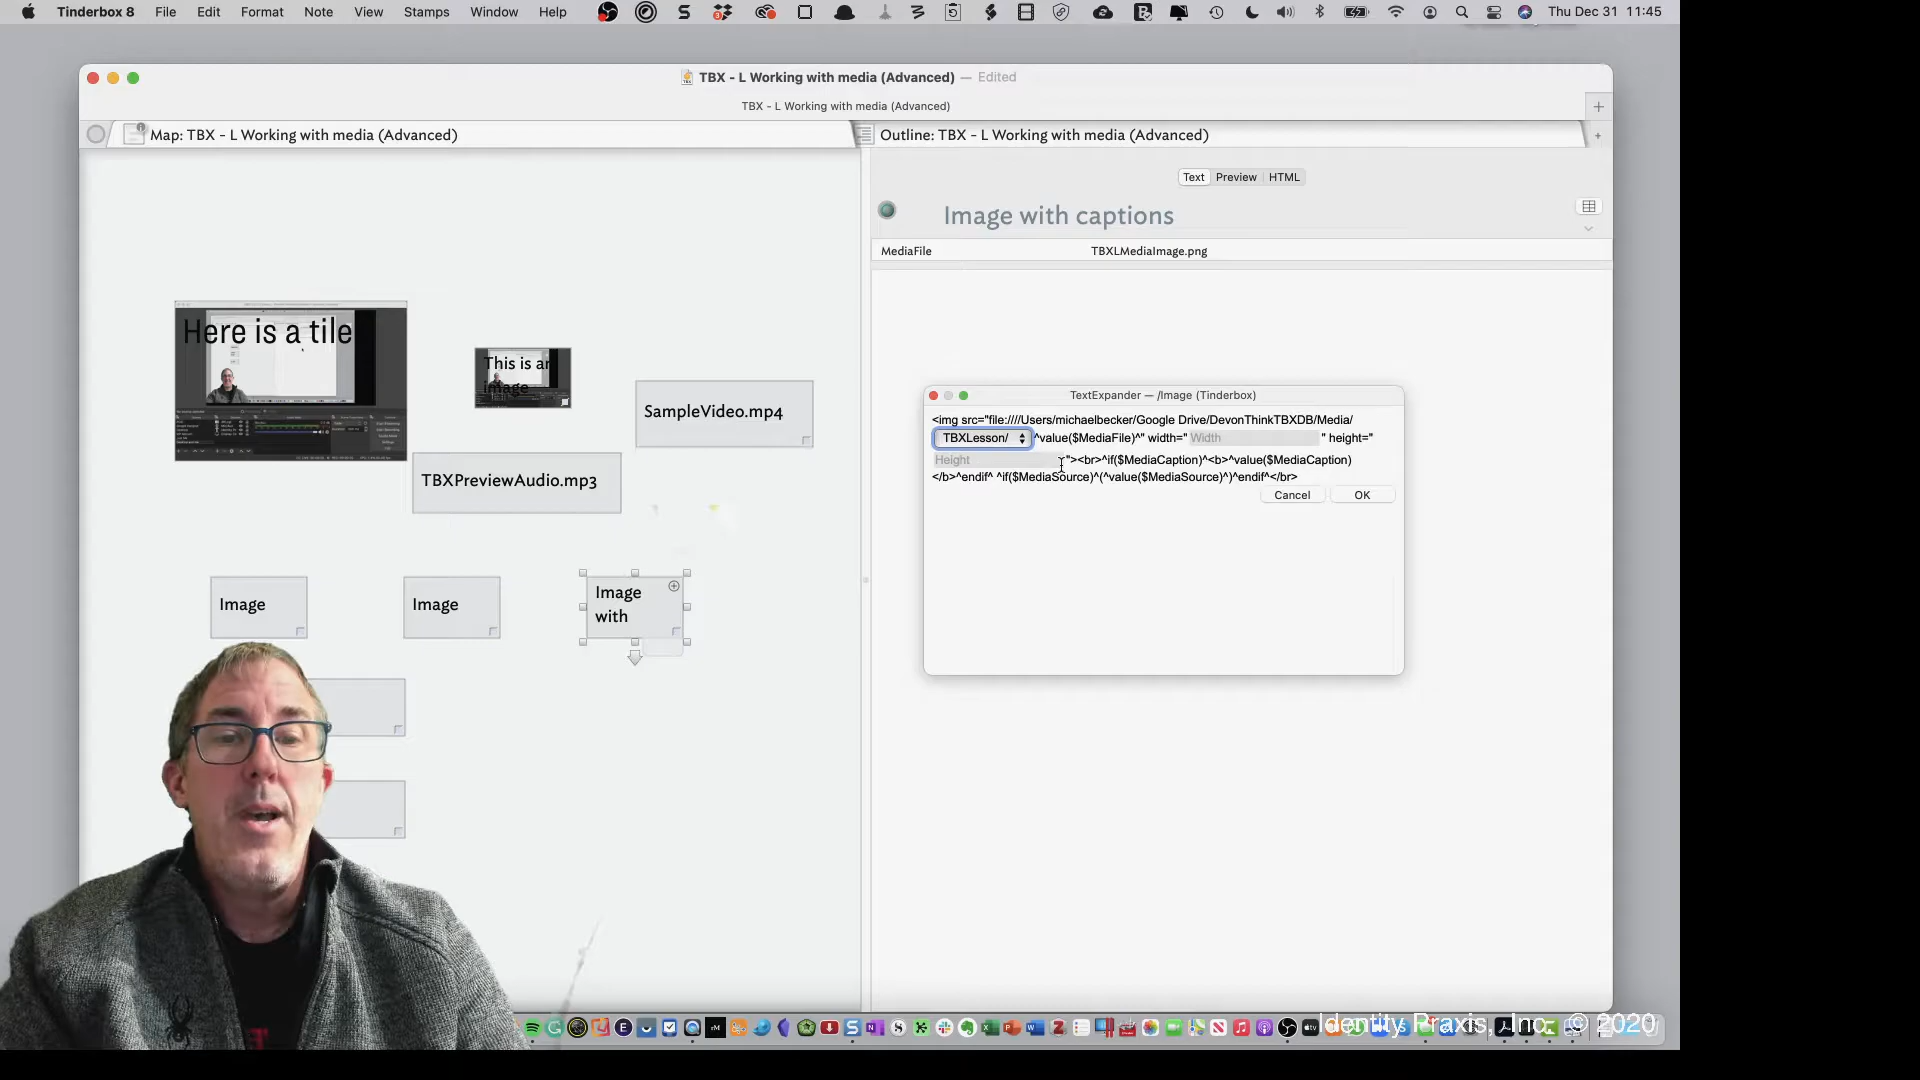 Tinderbox 8 File Edit Format Note View Stamps Window Help Thu Dec 31 11:45
TBX - L Working with media (Advanced) — Edited
TBX - L Working with media (Advanced)
Map: TBX - L Working with media (Advanced)
Outline: TBX - L Working with media (Advanced)
Text Preview HTML
Image with captions
MediaFile TBXLMediaImage.png
Here is a tile
This is an
image
SampleVideo.mp4
TBXPreviewAudio.mp3
Image
Image
Image
with
TextExpander — /Image (Tinderbox)
<img src="file:////Users/michaelbecker/Google Drive/DevonThinkTBXDB/Media/
TBXLesson/ ^value($MediaFile)^" width=" Width " height="
Height "><br>^if($MediaCaption)^<b>^value($MediaCaption)
</b>^endif^ ^if($MediaSource)^(^value($MediaSource)^)^endif^</br>
Cancel OK
Identity Praxis, Inc. © 2020